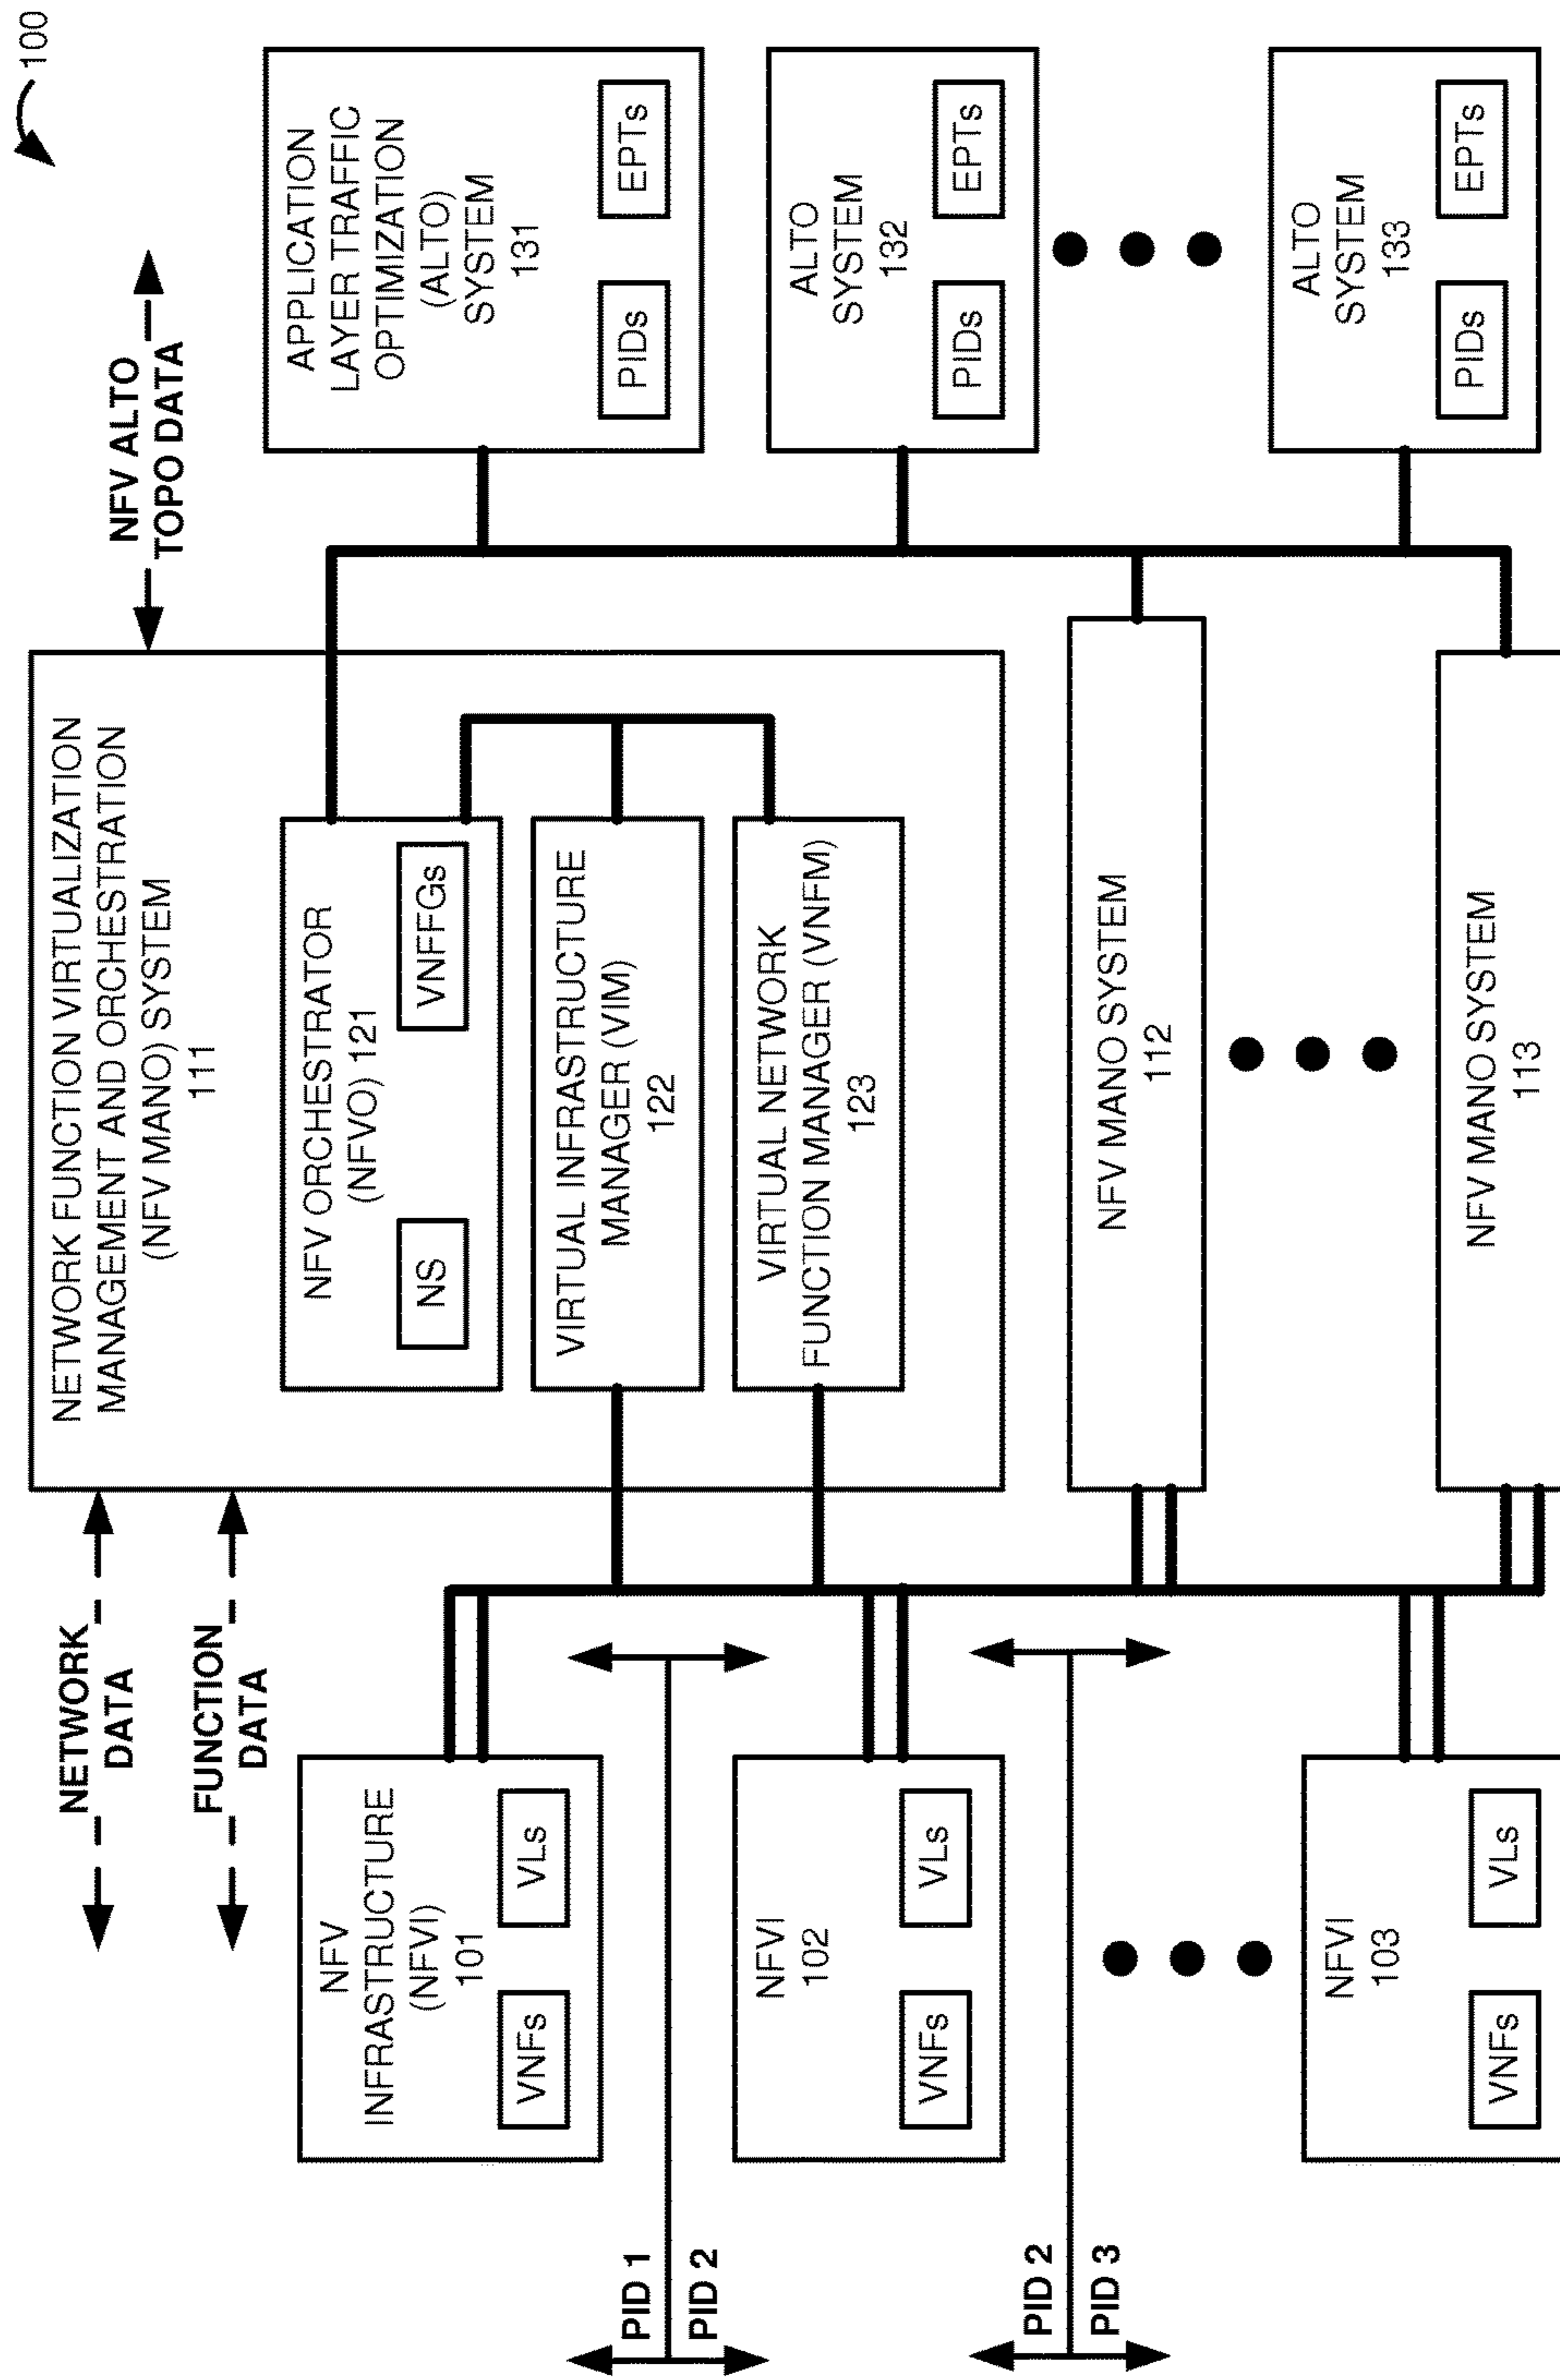 100
NETWORK
DATA
FUNCTION
DATA
NFV ALTO
TOPO DATA
NFV
INFRASTRUCTURE
(NFVI)
101
VNFs
VLs
PID 1
PID 2
NFVI
102
VNFs
VLs
PID 2
PID 3
NFVI
103
VNFs
VLs
NETWORK FUNCTION VIRTUALIZATION
MANAGEMENT AND ORCHESTRATION
(NFV MANO) SYSTEM
111
NFV ORCHESTRATOR
(NFVO) 121
NS
VNFFGs
VIRTUAL INFRASTRUCTURE
MANAGER (VIM)
122
VIRTUAL NETWORK
FUNCTION MANAGER (VNFM)
123
NFV MANO SYSTEM
112
NFV MANO SYSTEM
113
APPLICATION
LAYER TRAFFIC
OPTIMIZATION
(ALTO)
SYSTEM
131
PIDs
EPTs
ALTO
SYSTEM
132
PIDs
EPTs
ALTO
SYSTEM
133
PIDs
EPTs